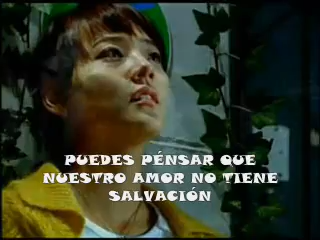 PUEDES PÉNSAR QUE
NUESTRO AMOR NO TIENE
SALVACIÓN